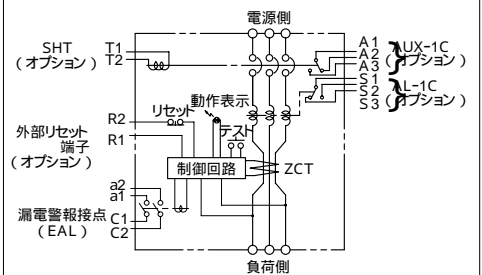 電源側
SHT
(オプション)
T1
T2
A1
A2
A3
AUX-1C
(オプション)
S1
S2
S3
AL-1C
(オプション)
リセット
動作表示
テスト
R2
R1
外部リセット
端子
(オプション)
制御回路
ZCT
a2
a1
C1
C2
漏電警報接点
(EAL)
負荷側